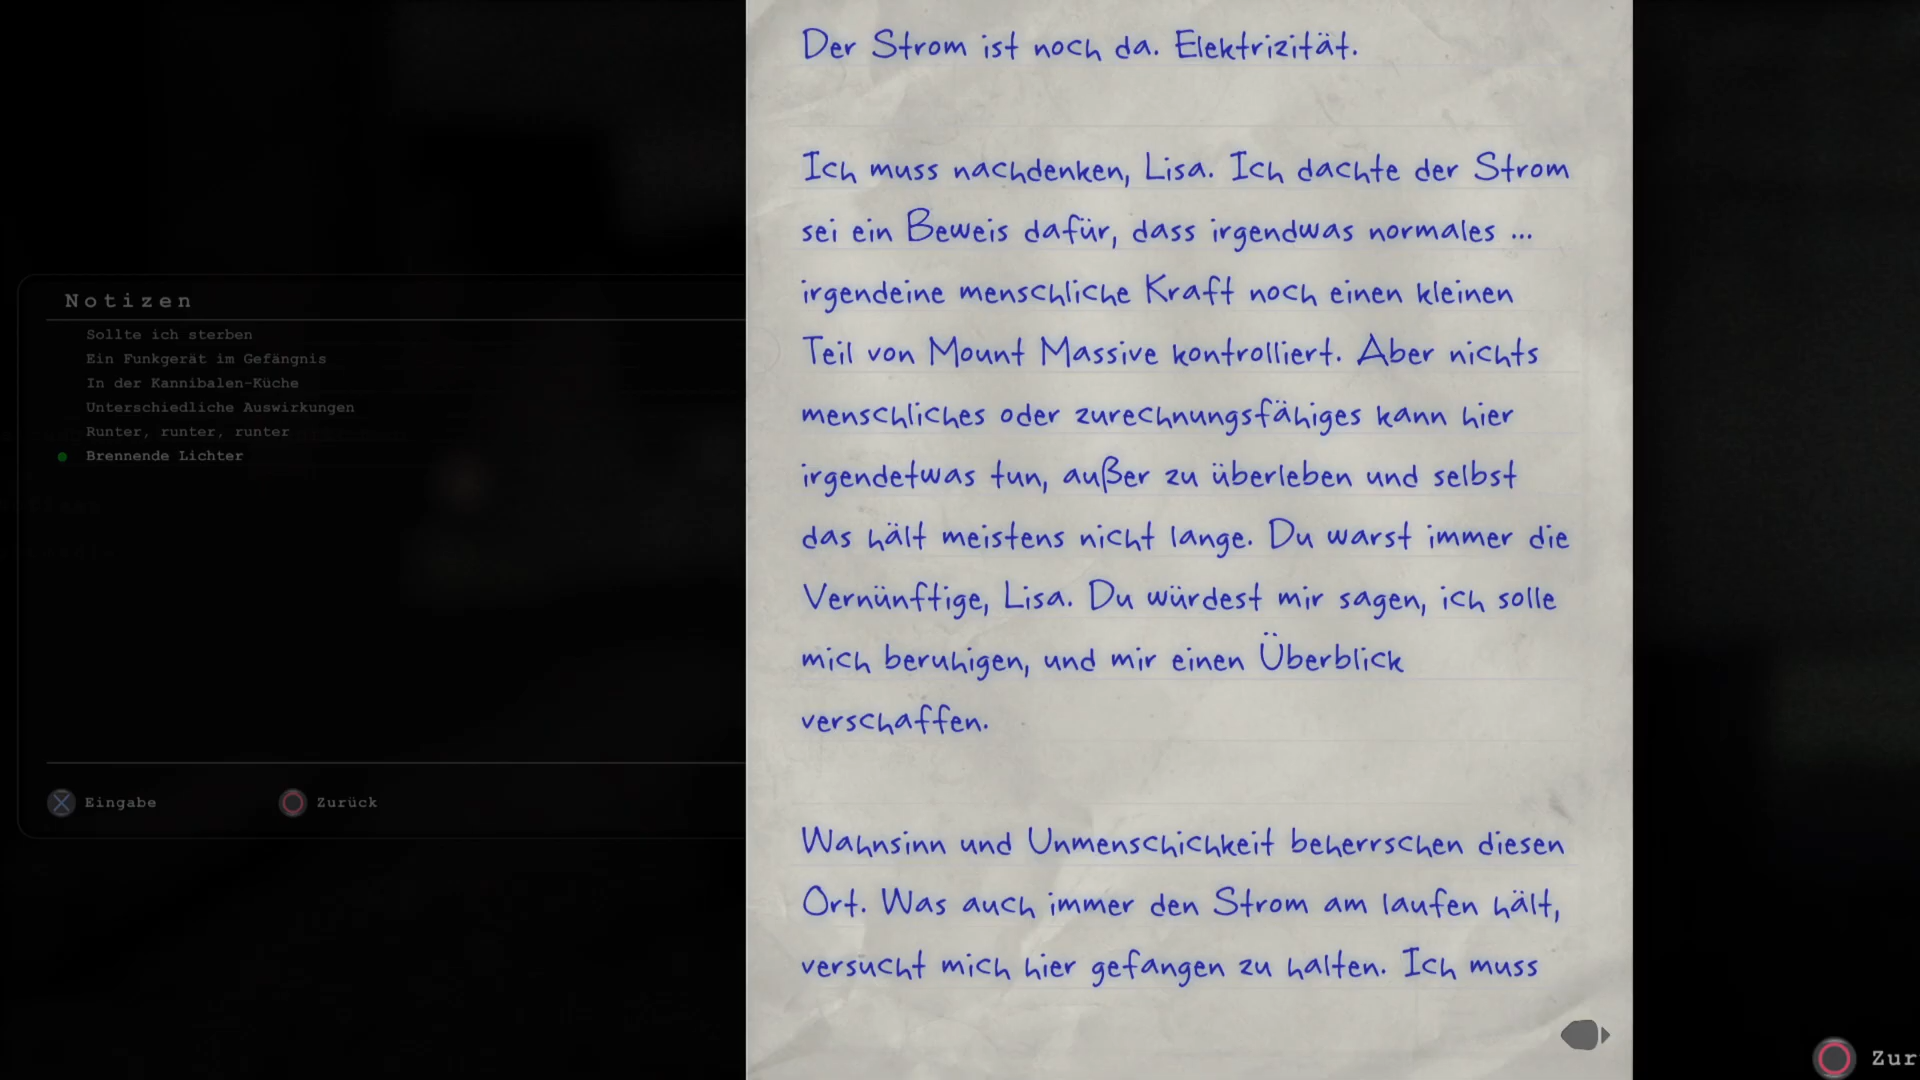 Der Strom ist noch da. Elektrizität.
Ich muss nachdenken, Lisa. Ich dachte der Strom
sei ein Beweis dafür, dass irgendwas normales ...
irgendeine menschliche Kraft noch einen kleinen
Teil von Mount Massive kontrolliert. Aber nichts
menschliches oder zurechnungsfähiges kann hier
irgendetwas tun, außer zu überleben und selbst
das hält meistens nicht lange. Du warst immer die
Vernünftige, Lisa. Du würdest mir sagen, ich solle
mich beruhigen, und mir einen Überblick
verschaffen.
Wahnsinn und Unmenschichkeit beherrschen diesen
Ort. Was auch immer den Strom am laufen hält,
versucht mich hier gefangen zu halten. Ich muss
Notizen
Sollte ich sterben
Ein Funkgerät im Gefängnis
In der Kannibalen-Küche
Unterschiedliche Auswirkungen
Runter, runter, runter
Brennende Lichter
Eingabe
Zurück
Zur